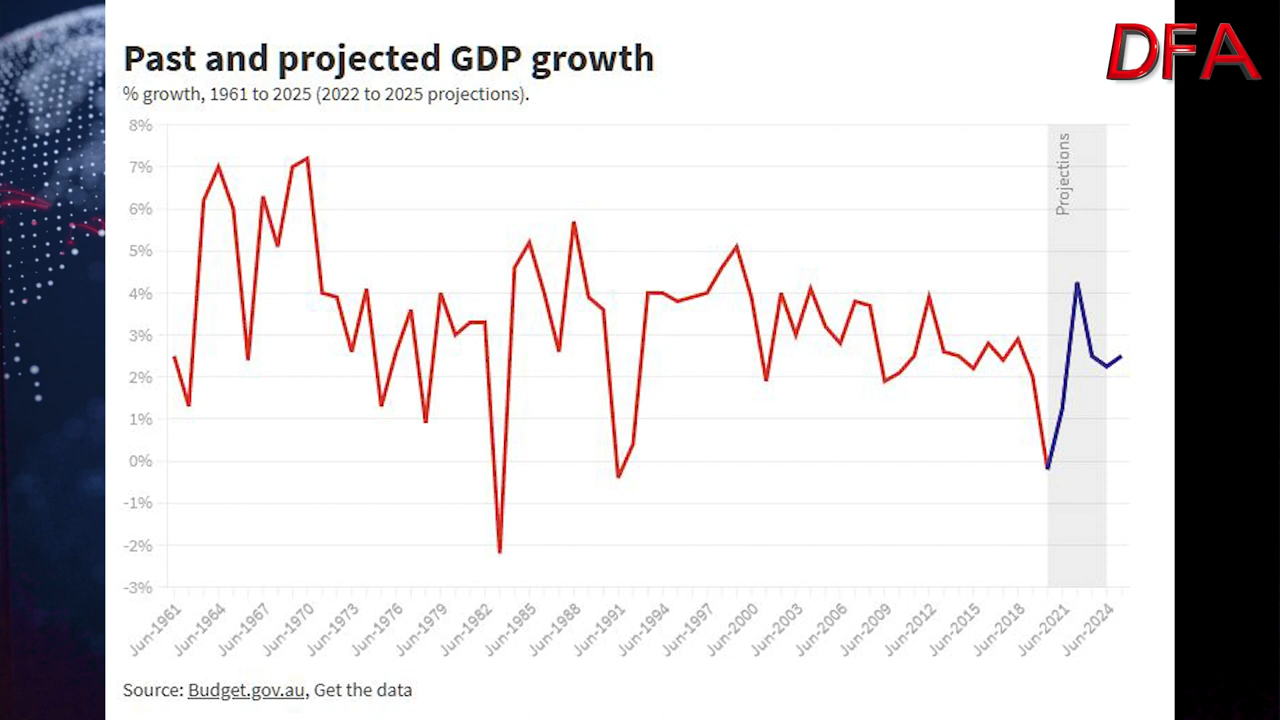 DFA
Past and projected GDP growth
% growth, 1961 to 2025 (2022 to 2025 projections).
8%
7%
6%
5%
4%
3%
2%
1%
0%
-1%
-2%
-3%
Projections
Jun-1961
Jun-1964
Jun-1967
Jun-1970
Jun-1973
Jun-1976
Jun-1979
Jun-1982
Jun-1985
Jun-1988
Jun-1991
Jun-1994
Jun-1997
Jun-2000
Jun-2003
Jun-2006
Jun-2009
Jun-2012
Jun-2015
Jun-2018
Jun-2021
Jun-2024
Source: Budget.gov.au, Get the data